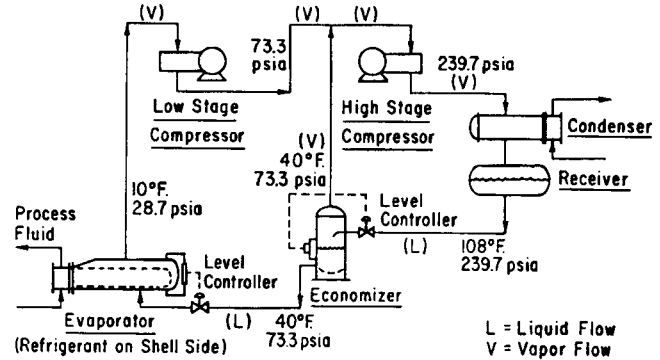 (V)
(V)
(V)
73.3
psia
239.7 psia
(V)
Low Stage
Compressor
High Stage
Compressor
Condenser
(V)
40°F.
73.3 psia
Receiver
10°F.
28.7 psia
Level
Controller
Process
Fluid
(L)
108°F.
239.7 psia
Level
Controller
Economizer
Evaporator
(Refrigerant on Shell Side)
(L)
40°F.
73.3 psia
L = Liquid Flow
V = Vapor Flow